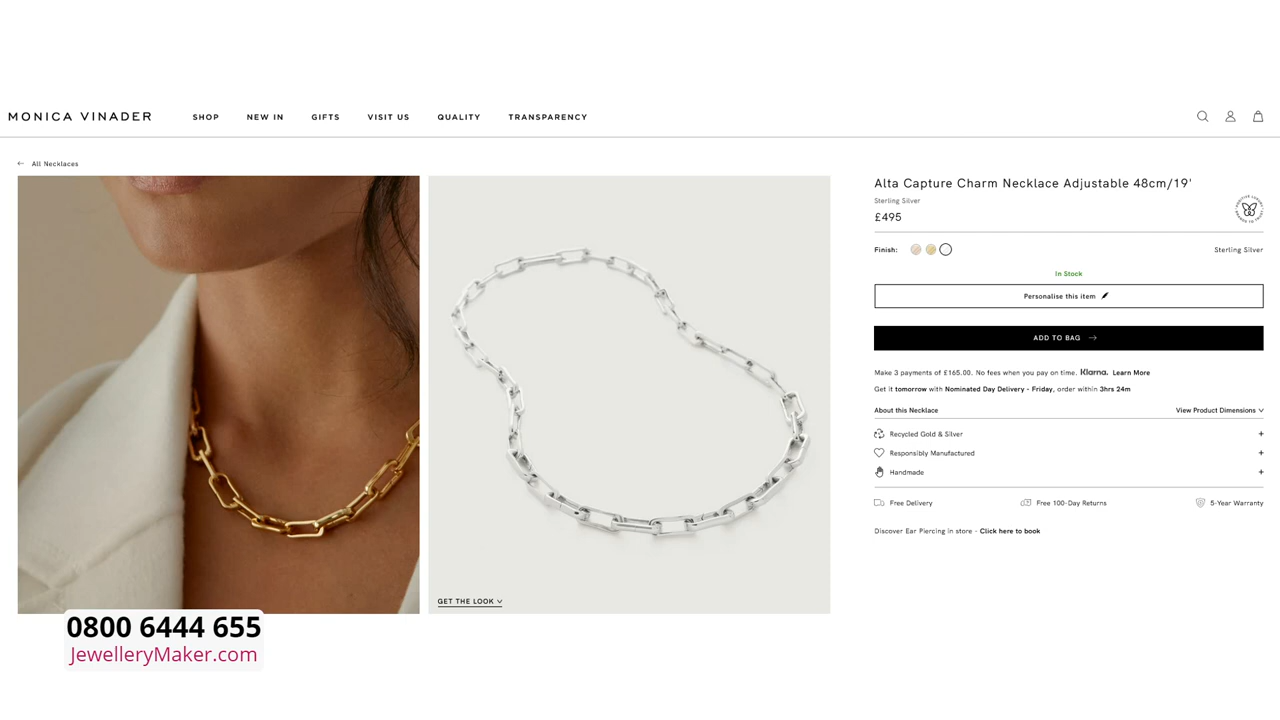 MONICA VINADER
SHOP NEW IN GIFTS VISIT US QUALITY TRANSPARENCY
← All Necklaces
Alta Capture Charm Necklace Adjustable 48cm/19'
Sterling Silver
£495
Finish: Sterling Silver
In Stock
Personalise this item
ADD TO BAG →
Make 3 payments of £165.00. No fees when you pay on time. Klarna. Learn More
Get it tomorrow with Nominated Day Delivery - Friday, order within 3hrs 24m
About this Necklace View Product Dimensions
Recycled Gold & Silver +
Responsibly Manufactured +
Handmade +
Free Delivery Free 100-Day Returns 5-Year Warranty
Discover Ear Piercing in store - Click here to book
GET THE LOOK
0800 6444 655
JewelleryMaker.com